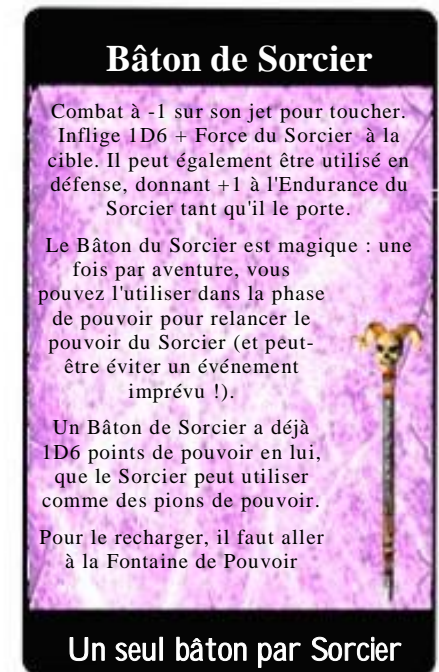 Bâton de Sorcier
Combat à -1 sur son jet pour toucher.
Inflige 1D6 + Force du Sorcier à la
cible. Il peut également être utilisé en
défense, donnant +1 à l'Endurance du
Sorcier tant qu'il le porte.
Le Bâton du Sorcier est magique : une
fois par aventure, vous
pouvez l'utiliser dans la phase
de pouvoir pour relancer le
pouvoir du Sorcier (et peut-
être éviter un événement
imprévu !).
Un Bâton de Sorcier a déjà
1D6 points de pouvoir en lui,
que le Sorcier peut utiliser
comme des pions de pouvoir.
Pour le recharger, il faut aller
à la Fontaine de Pouvoir
Un seul bâton par Sorcier